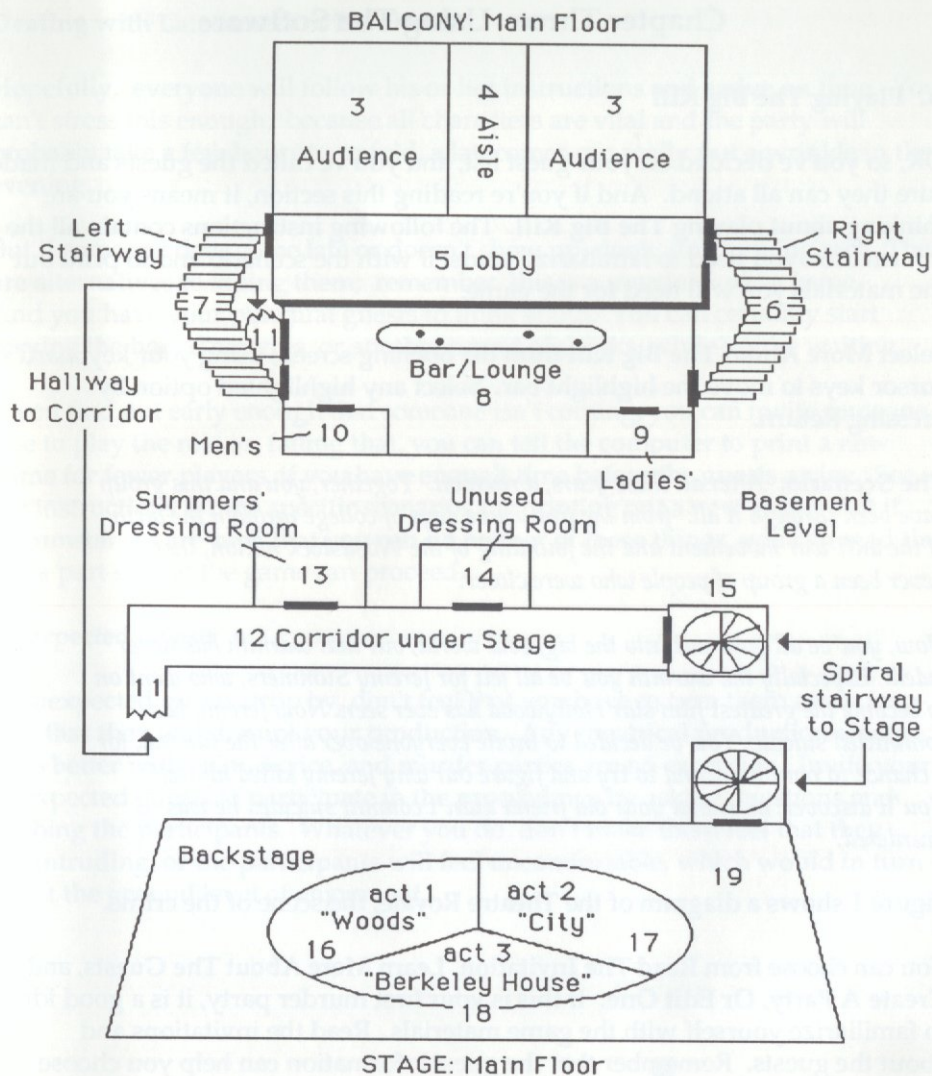 BALCONY: Main Floor
3
Audience
4 Aisle
3
Audience
Left
Stairway
5 Lobby
Right
Stairway
7
6
Bar/Lounge
8
Hallway
to Corridor
10
9
Men's
Ladies'
Summers'
Dressing Room
Unused
Dressing Room
Basement
Level
13
14
15
12 Corridor under Stage
11
Spiral
stairway
to Stage
Backstage
19
act 1
"Woods"
act 2
"City"
16
17
act 3
"Berkeley House"
18
STAGE: Main Floor